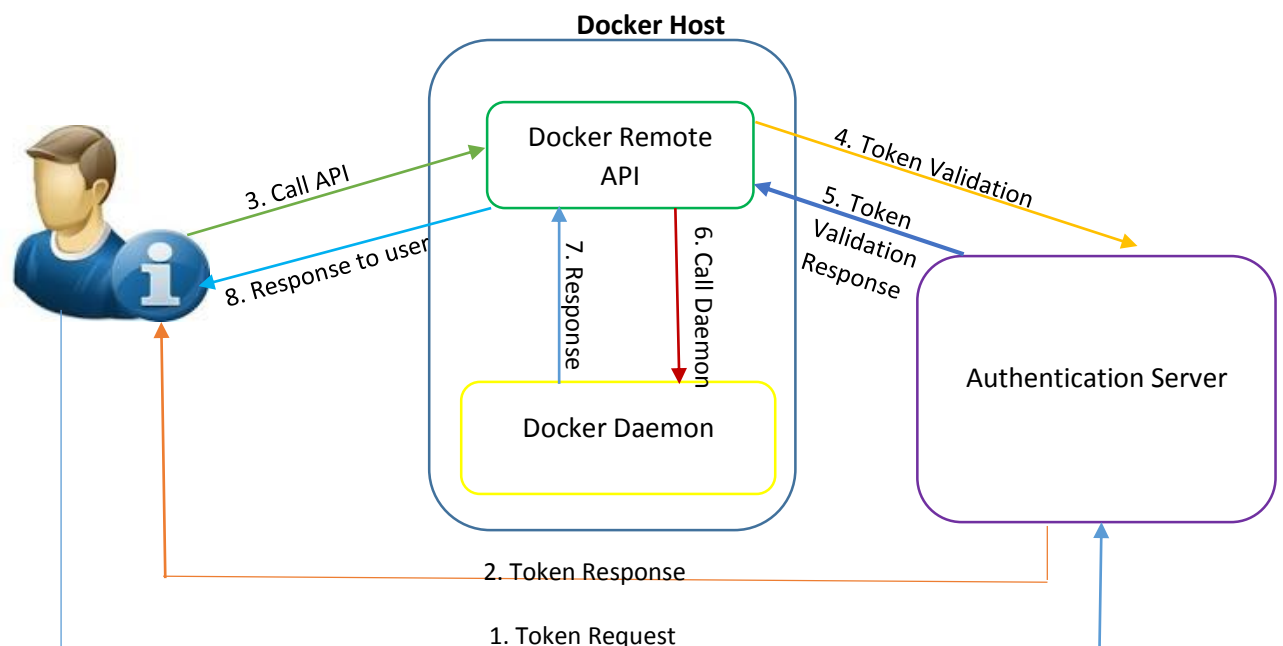 Docker Host
Docker Remote
API
3. Call API
4. Token Validation
5. Token
Validation
Response
8. Response to user
7. Response
6. Call Daemon
Authentication Server
Docker Daemon
2. Token Response
1. Token Request